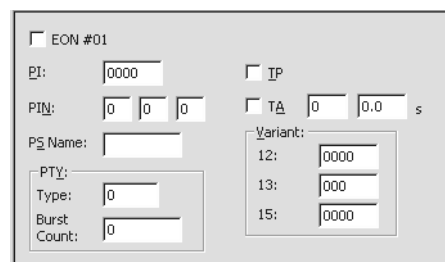 EON #01
PI: 0000 TP
PIN: 0 0 0 TA 0 0.0 s
PS Name: Variant:
PTY: 12: 0000
Type: 0 13: 000
Burst Count: 0 15: 0000